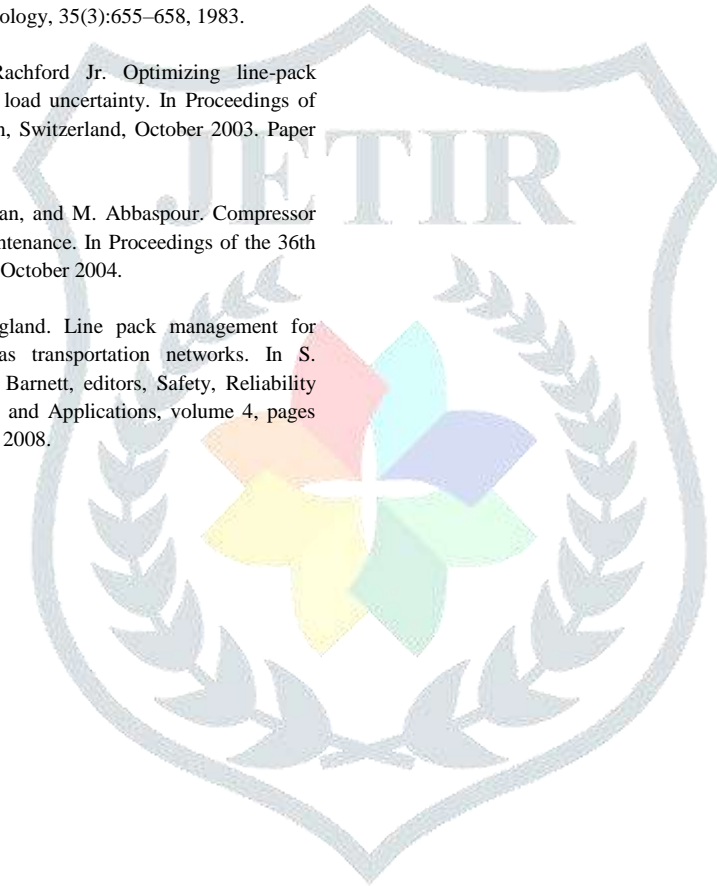 ology, 35(3):655–658, 1983.
Rachford Jr. Optimizing line-pack
load uncertainty. In Proceedings of
n, Switzerland, October 2003. Paper
JETIR
an, and M. Abbaspour. Compressor
ntenance. In Proceedings of the 36th
October 2004.
gland. Line pack management for
as transportation networks. In S.
Barnett, editors, Safety, Reliability
and Applications, volume 4, pages
2008.